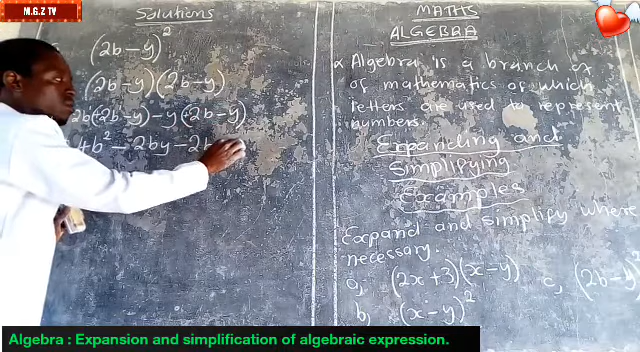 M.G.Z TV
Solutions
(2b - y)²
(2b - y)(2b - y)
2b(2b - y) - y(2b - y)
4b² - 2by - 2b
MATHS
ALGEBRA
Algebra is a branch of
of mathematics of which
letters are used to represent
numbers.
Expanding and
Simplifying
Examples
Expand and simplify where
necessary.
a, (2x + 3)(x - y) c, (2b - y)²
b, (x - y)²
Algebra : Expansion and simplification of algebraic expression.